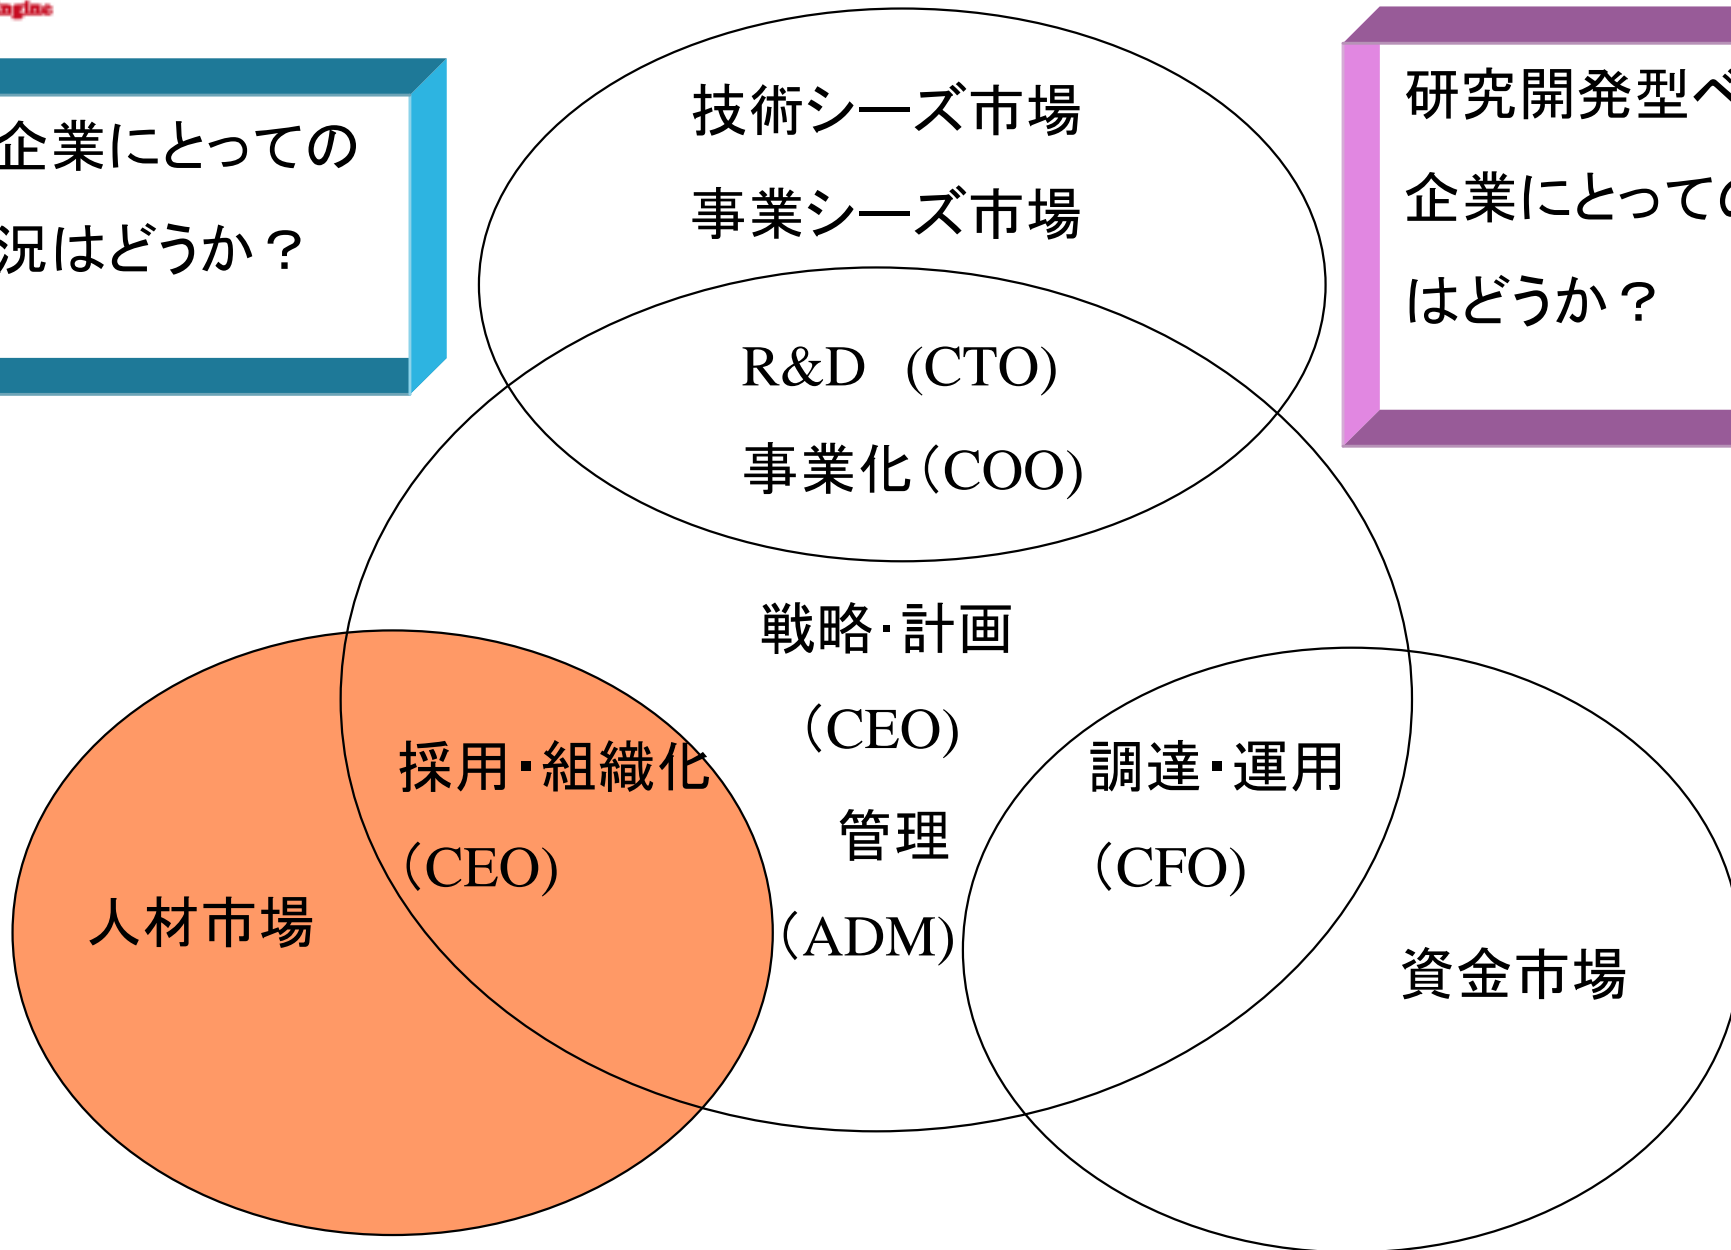 企業にとっての
況はどうか？
技術シーズ市場
事業シーズ市場
研究開発型ベ
企業にとっての
はどうか？
R&D (CTO)
事業化（COO）
戦略・計画
（CEO）
管理
（ADM）
採用・組織化
（CEO）
人材市場
調達・運用
（CFO）
資金市場